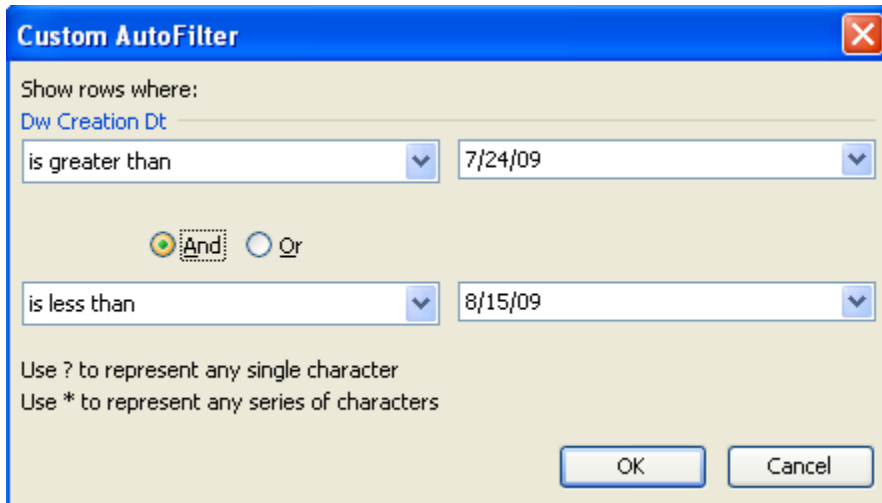 Custom AutoFilter
Show rows where:
Dw Creation Dt
is greater than 7/24/09
And Or
is less than 8/15/09
Use ? to represent any single character
Use * to represent any series of characters
OK Cancel